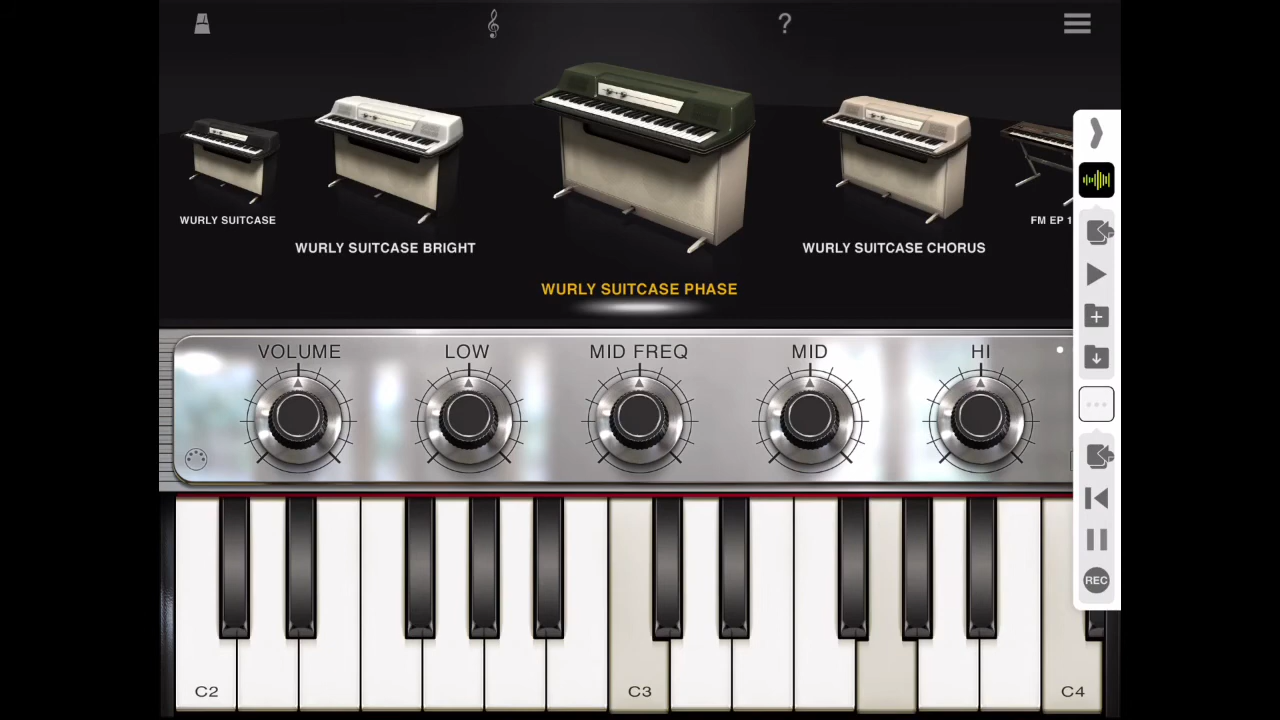 ?
WURLY SUITCASE
WURLY SUITCASE BRIGHT
WURLY SUITCASE PHASE
WURLY SUITCASE CHORUS
FM EP 1
VOLUME
LOW
MID FREQ
MID
HI
REC
C2
C3
C4